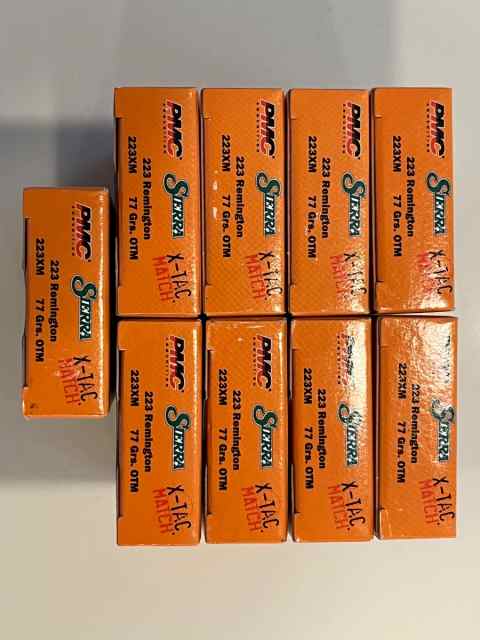 PMC SIERRA X-TAC
MATCH
223 Remington 77 Grs. OTM
223XM
PMC SIERRA X-TAC
MATCH
223 Remington 77 Grs. OTM
223XM
PMC SIERRA X-TAC
MATCH
223 Remington 77 Grs. OTM
223XM
PMC SIERRA X-TAC
MATCH
223 Remington 77 Grs. OTM
223XM
PMC SIERRA X-TAC
MATCH
223 Remington 77 Grs. OTM
223XM
PMC SIERRA X-TAC
MATCH
223 Remington 77 Grs. OTM
223XM
PMC SIERRA X-TAC
MATCH
223 Remington 77 Grs. OTM
223XM
PMC SIERRA X-TAC
MATCH
223 Remington 77 Grs. OTM
223XM
SIERRA X-TAC
MATCH
223 Remington 77 Grs. OTM
223XM